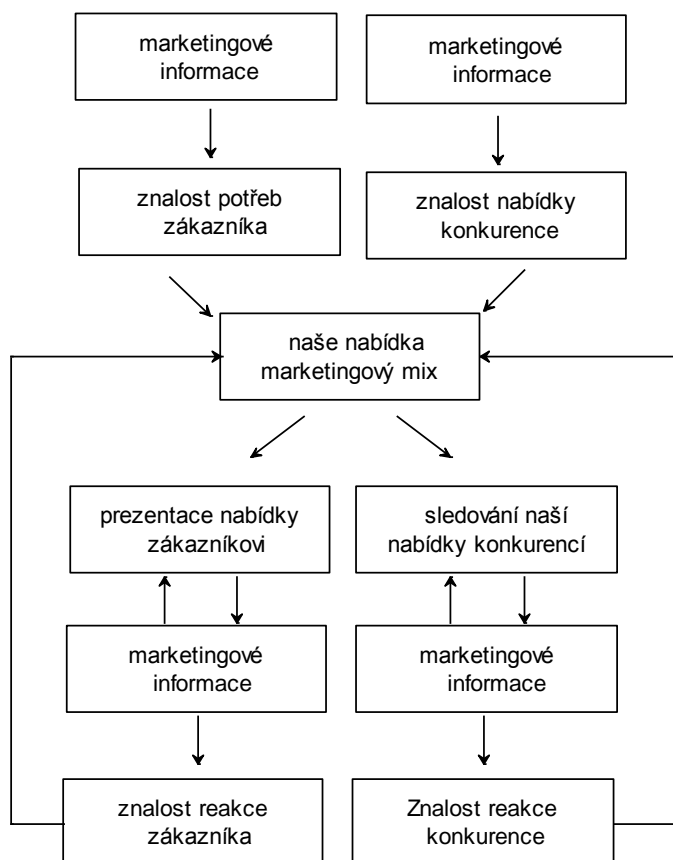 marketingové
informace
marketingové
informace
znalost potřeb
zákazníka
znalost nabídky
konkurence
naše nabídka
marketingový mix
prezentace nabídky
zákazníkovi
sledování naší
nabídky konkurencí
marketingové
informace
marketingové
informace
znalost reakce
zákazníka
Znalost reakce
konkurence